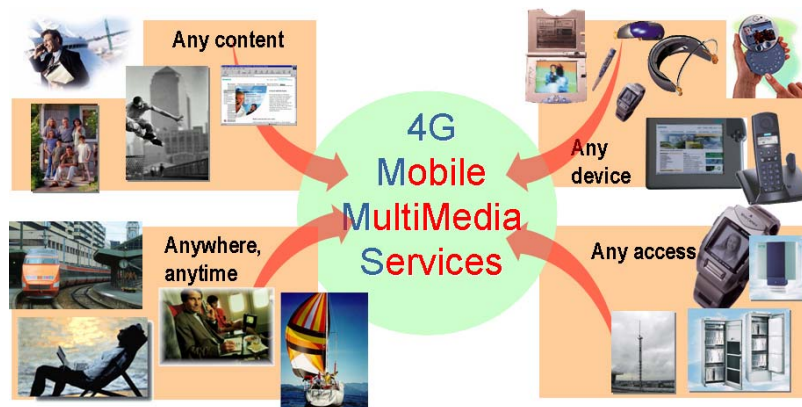 Any content
4G
Mobile
MultiMedia
Services
Any
device
Anywhere,
anytime
Any access